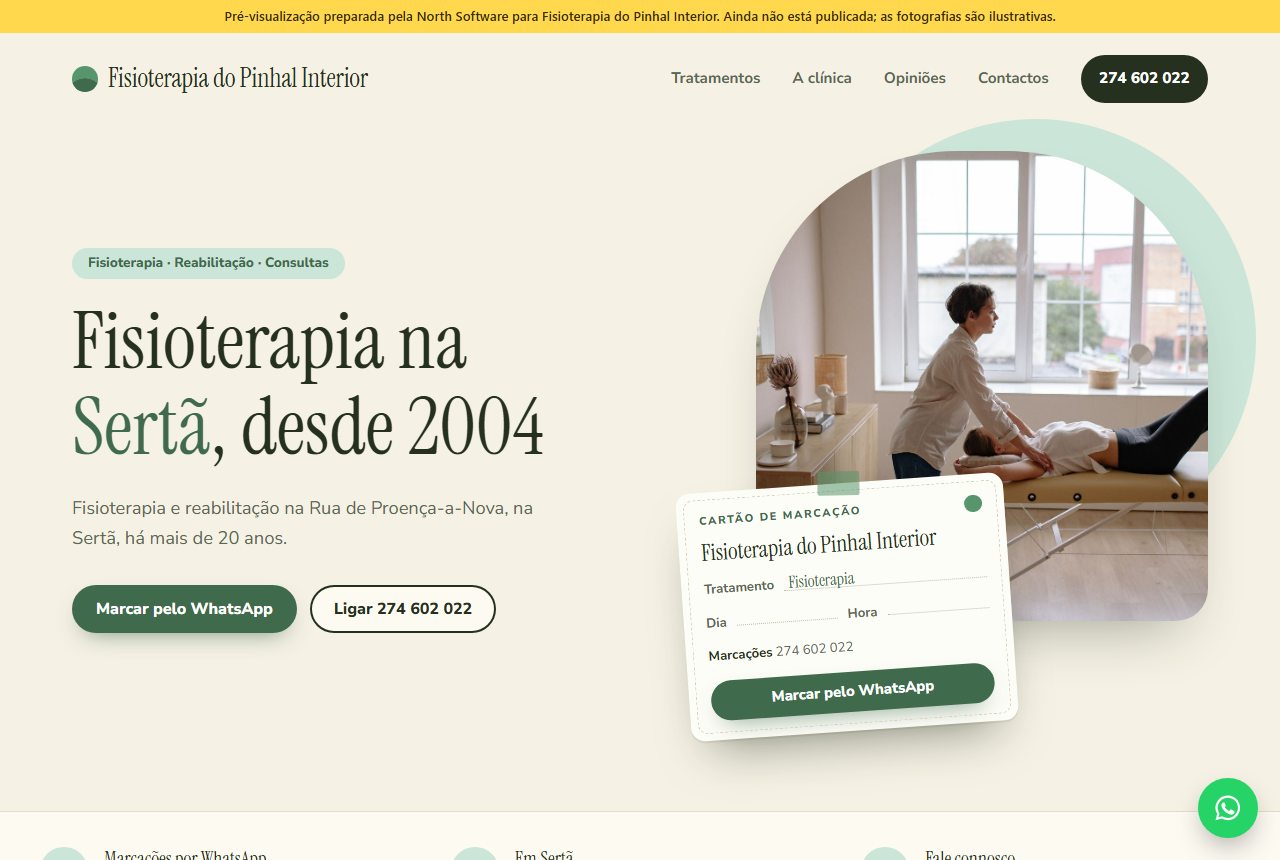 Pré-visualização preparada pela North Software para Fisioterapia do Pinhal Interior. Ainda não está publicada; as fotografias são ilustrativas.
Fisioterapia do Pinhal Interior
Tratamentos
A clínica
Opiniões
Contactos
274 602 022
Fisioterapia · Reabilitação · Consultas
Fisioterapia na
Sertã, desde 2004
Fisioterapia e reabilitação na Rua de Proença-a-Nova, na
Sertã, há mais de 20 anos.
Marcar pelo WhatsApp
Ligar 274 602 022
CARTÃO DE MARCAÇÃO
Fisioterapia do Pinhal Interior
Tratamento Fisioterapia
Dia Hora
Marcações 274 602 022
Marcar pelo WhatsApp
Marcações por WhatsApp
Em Sertã
Fale connosco